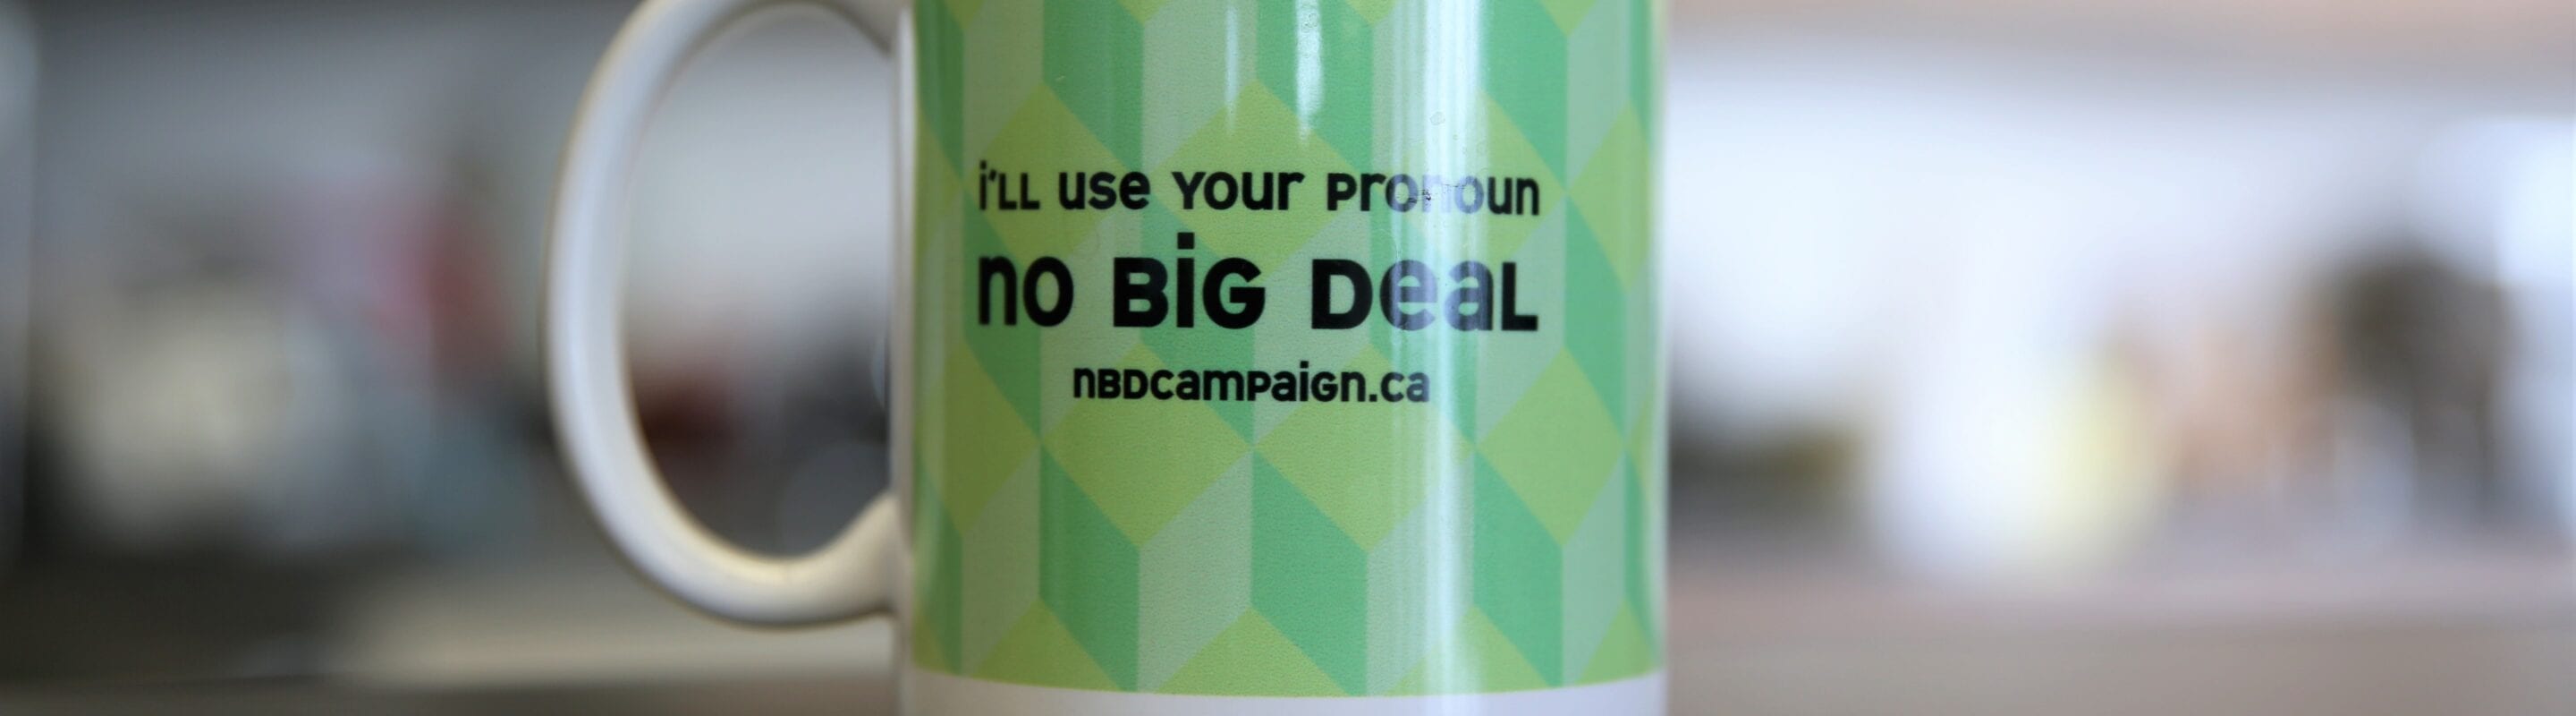 i'LL use your pronoun
no BiG DeaL
nBDcampaiGn.ca